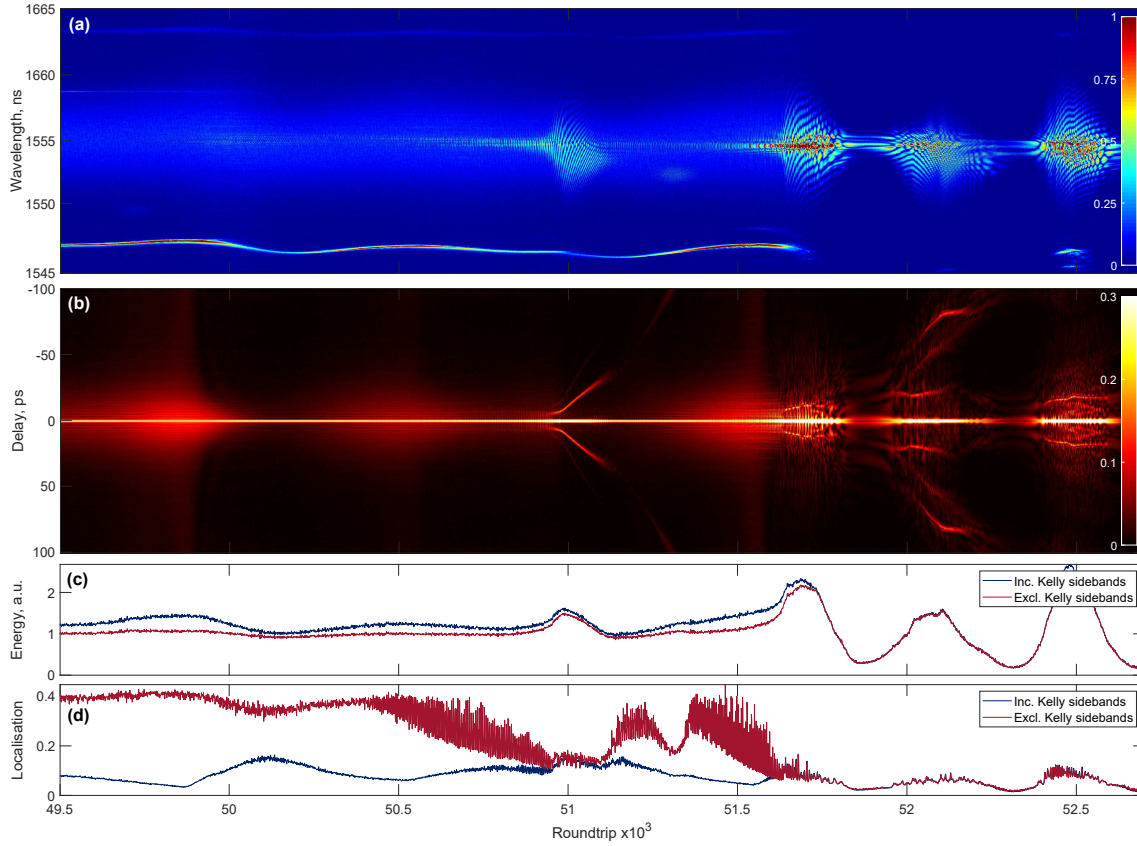 1665
1660
1555
1550
1545
Wavelength, ns
(a)
1
0.75
0.5
0.25
0
-100
-50
0
50
100
Delay, ps
(b)
0.3
0.2
0.1
0
2
1
0
Energy, a.u.
(c)
Inc. Kelly sidebands
Excl. Kelly sidebands
0.4
0.2
0
Localisation
(d)
Inc. Kelly sidebands
Excl. Kelly sidebands
49.5 50 50.5 51 51.5 52 52.5
Roundtrip x10³